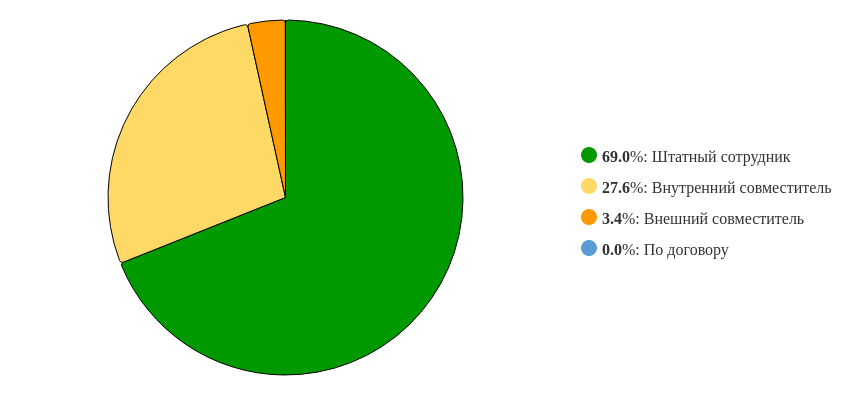 69.0%: Штатный сотрудник
27.6%: Внутренний совместитель
3.4%: Внешний совместитель
0.0%: По договору